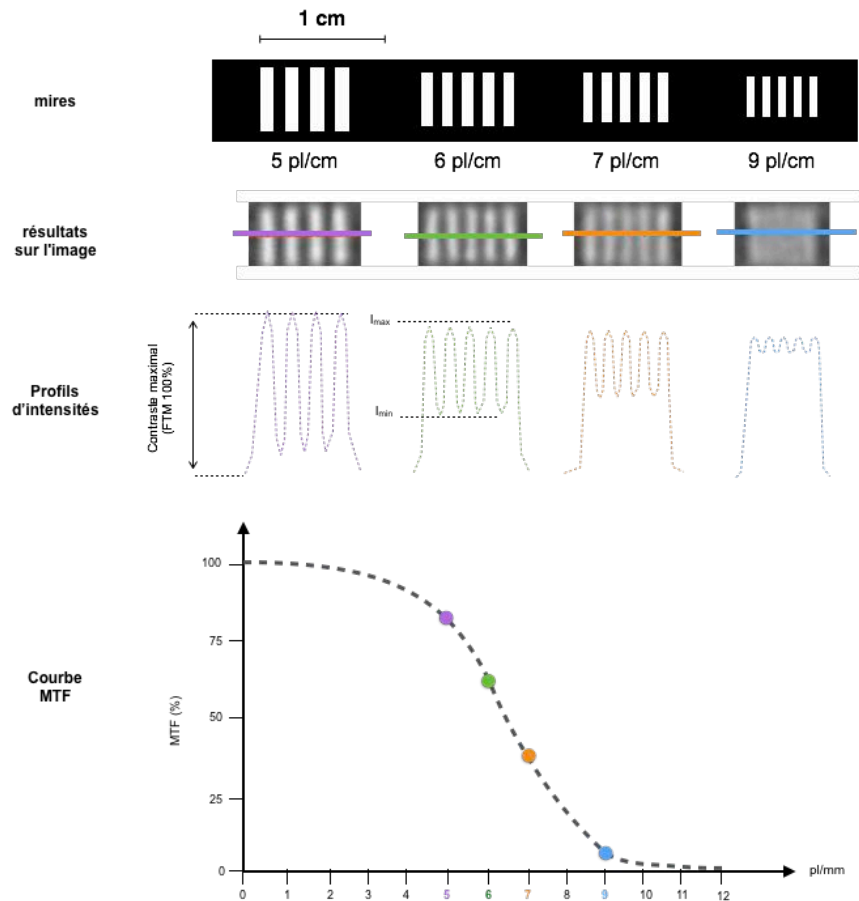 1 cm
mires
5 pl/cm
6 pl/cm
7 pl/cm
9 pl/cm
résultats
sur l'image
Profils
d'intensités
Contraste maximal
(FTM 100%)
Imax
Imin
Courbe
MTF
MTF (%)
100
75
50
25
0
0 1 2 3 4 5 6 7 8 9 10 11 12
pl/mm